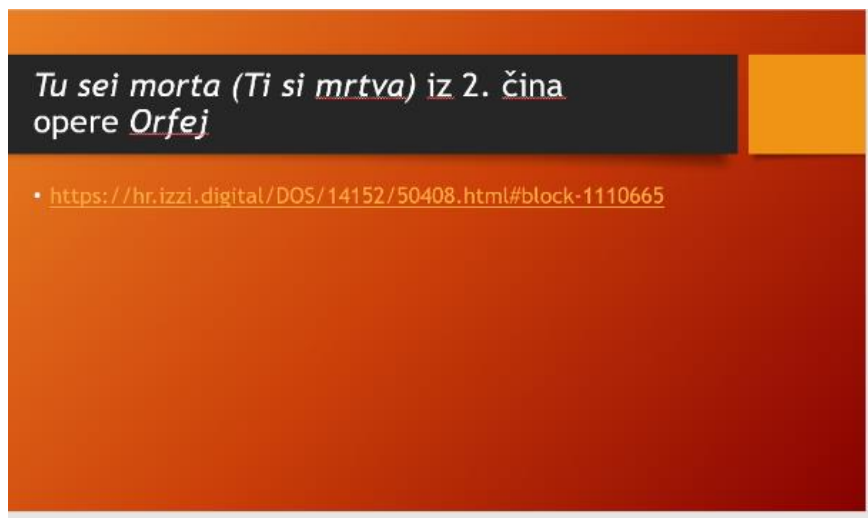 Tu sei morta (Ti si mrtva) iz 2. čina
opere Orfej
• https://hr.izzi.digital/DOS/14152/50408.html#block-1110665